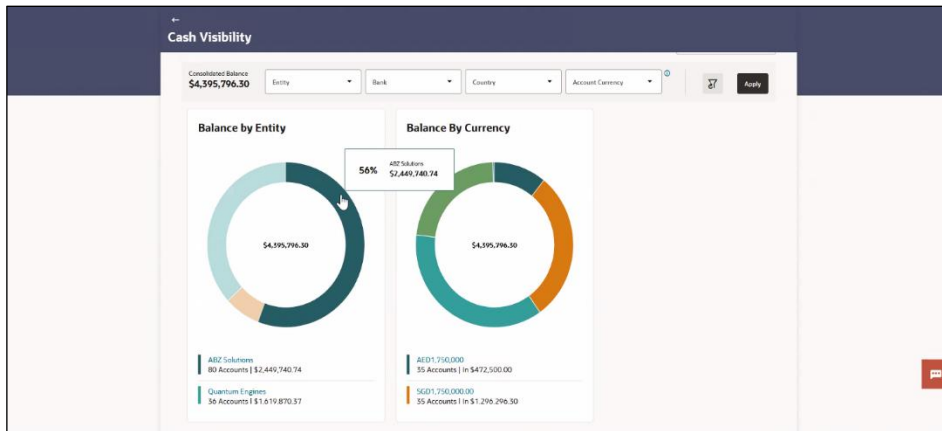 ←
Cash Visibility
Consolidated Balance
$4,395,796.30
Entity
Bank
Country
Account Currency
Apply
Balance by Entity
Balance By Currency
56%
ABZ Solutions
$2,449,740.74
$4,395,796.30
$4,395,796.30
ABZ Solutions
80 Accounts | $2,449,740.74
Quantum Engines
36 Accounts | $1,619,870.37
AED1,750,000
35 Accounts | In $472,500.00
SGD1,750,000.00
35 Accounts | In $1,296,296.30